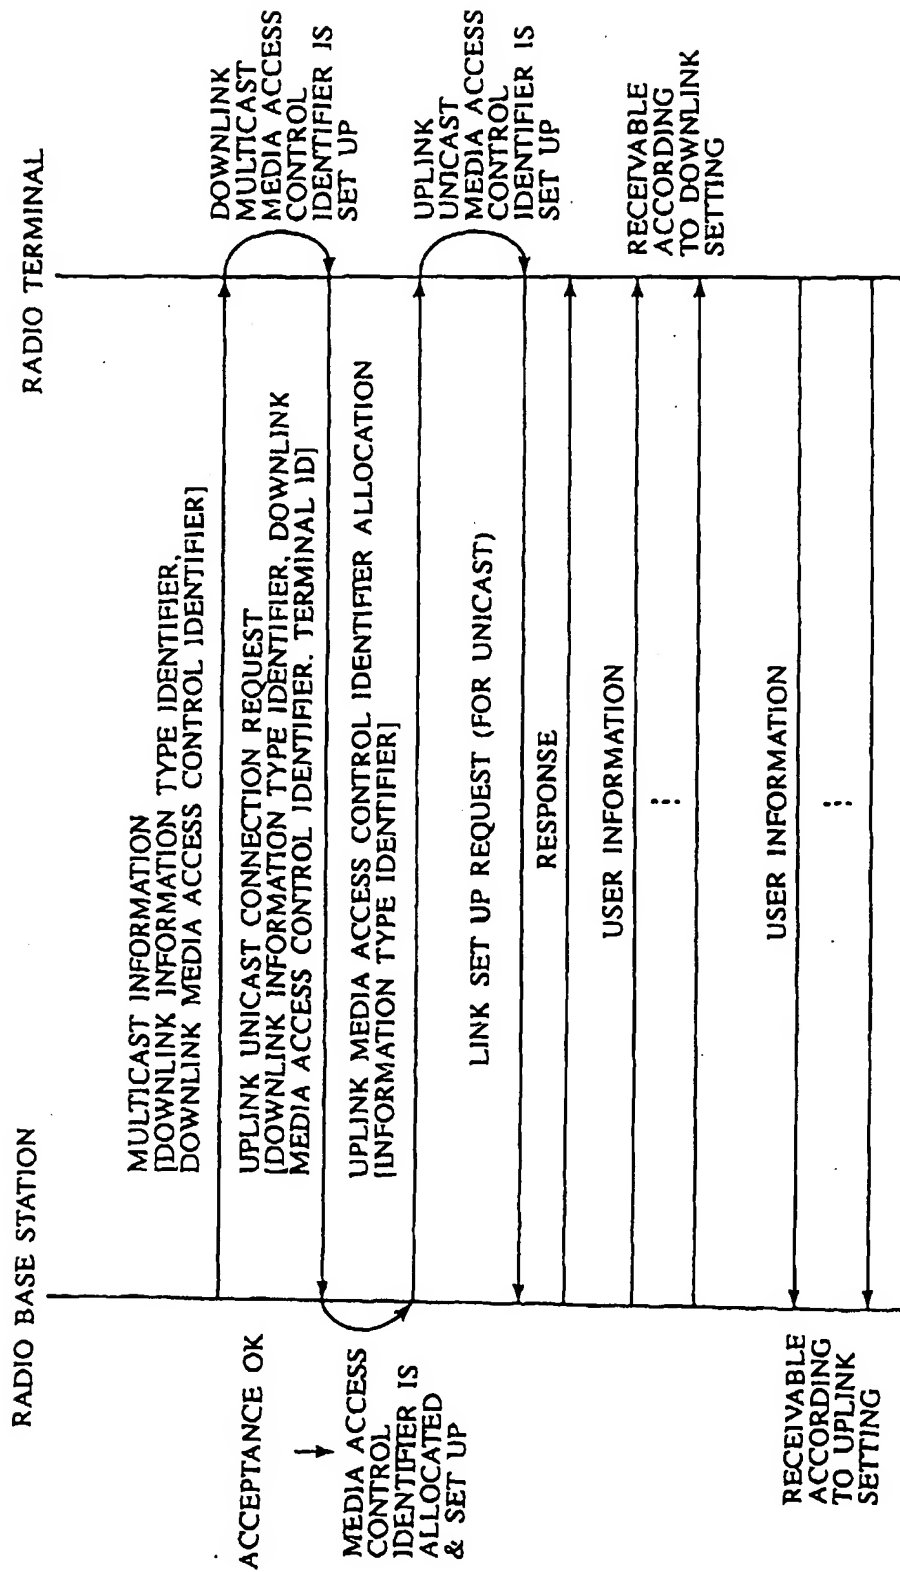 RADIO BASE STATION
RADIO TERMINAL
MULTICAST INFORMATION
[DOWNLINK INFORMATION TYPE IDENTIFIER,
DOWNLINK MEDIA ACCESS CONTROL IDENTIFIER]
DOWNLINK
MULTICAST
MEDIA ACCESS
CONTROL
IDENTIFIER IS
SET UP
ACCEPTANCE OK
MEDIA ACCESS
CONTROL
IDENTIFIER IS
ALLOCATED
& SET UP
UPLINK UNICAST CONNECTION REQUEST
[DOWNLINK INFORMATION TYPE IDENTIFIER, DOWNLINK
MEDIA ACCESS CONTROL IDENTIFIER. TERMINAL ID]
UPLINK MEDIA ACCESS CONTROL IDENTIFIER ALLOCATION
[INFORMATION TYPE IDENTIFIER]
UPLINK
UNICAST
MEDIA ACCESS
CONTROL
IDENTIFIER IS
SET UP
LINK SET UP REQUEST (FOR UNICAST)
RESPONSE
USER INFORMATION
RECEIVABLE
ACCORDING
TO DOWNLINK
SETTING
USER INFORMATION
RECEIVABLE
ACCORDING
TO UPLINK
SETTING